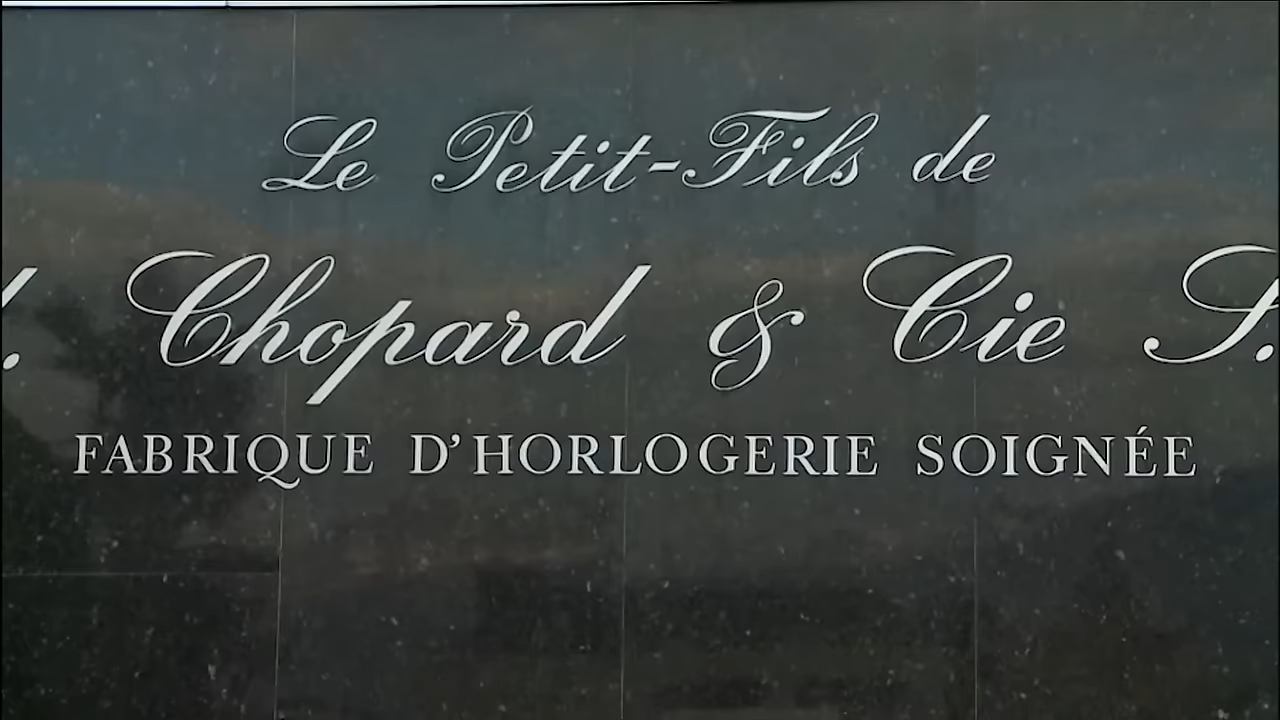 Le Petit-Fils de
. Chopard & Cie S.
FABRIQUE D'HORLOGERIE SOIGNÉE